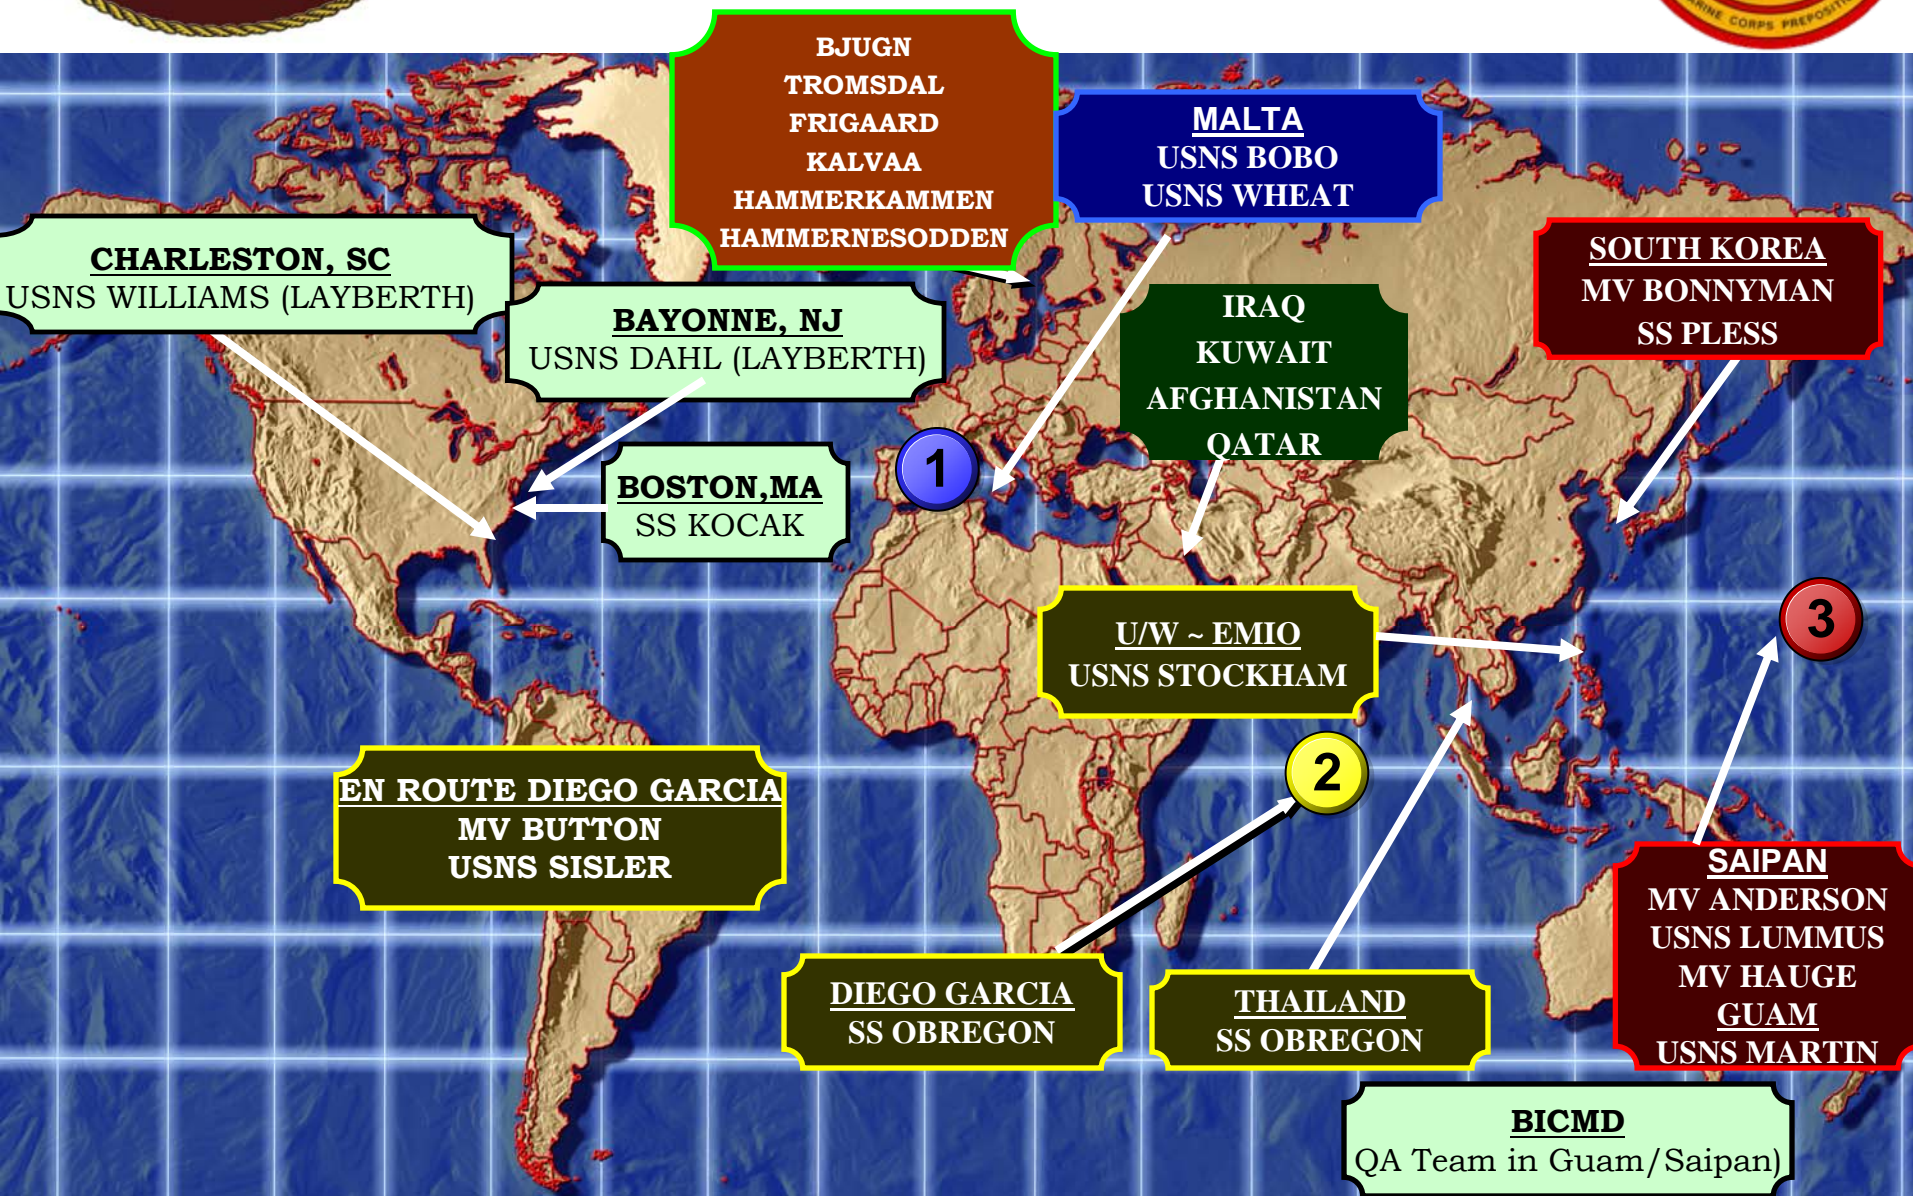 MARINE CORPS PREPOSITI
BJUGN
TROMSDAL
FRIGAARD
KALVAA
HAMMERKAMMEN
HAMMERNESODDEN
MALTA
USNS BOBO
USNS WHEAT
CHARLESTON, SC
USNS WILLIAMS (LAYBERTH)
BAYONNE, NJ
USNS DAHL (LAYBERTH)
BOSTON,MA
SS KOCAK
IRAQ
KUWAIT
AFGHANISTAN
QATAR
SOUTH KOREA
MV BONNYMAN
SS PLESS
1
U/W ~ EMIO
USNS STOCKHAM
3
2
EN ROUTE DIEGO GARCIA
MV BUTTON
USNS SISLER
DIEGO GARCIA
SS OBREGON
THAILAND
SS OBREGON
SAIPAN
MV ANDERSON
USNS LUMMUS
MV HAUGE
GUAM
USNS MARTIN
BICMD
QA Team in Guam/Saipan)